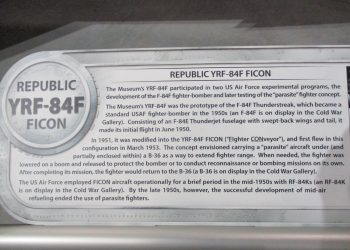 REPUBLIC
YRF-84F
FICON
REPUBLIC YRF-84F FICON
The Museum's YRF-84F participated in two US Air Force experimental programs, the
development of the F-84F fighter-bomber and later testing of the "parasite" fighter concept.
The Museum's YRF-84F was the prototype of the F-84F Thunderstreak, which became a
standard USAF fighter-bomber in the 1950s (an F-84F is on display in the Cold War
Gallery). Consisting of an F-84E Thunderjet fuselage with swept back wings and tail, it
made its initial flight in June 1950.
In 1951, it was modified into the YRF-84F FICON ("FIghter CONveyor"), and first flew in this
configuration in March 1953. The concept envisioned carrying a "parasite" aircraft under (and
partially enclosed within) a B-36 as a way to extend fighter range. When needed, the fighter was
lowered on a boom and released to protect the bomber or to conduct reconnaissance or bombing missions on its own.
After completing its mission, the fighter would return to the B-36 (a B-36 is on display in the Cold War Gallery).
The US Air Force employed FICON aircraft operationally for a brief period in the mid-1950s with RF-84Ks (an RF-84K
is on display in the Cold War Gallery). By the late 1950s, however, the successful development of mid-air
refueling ended the use of parasite fighters.